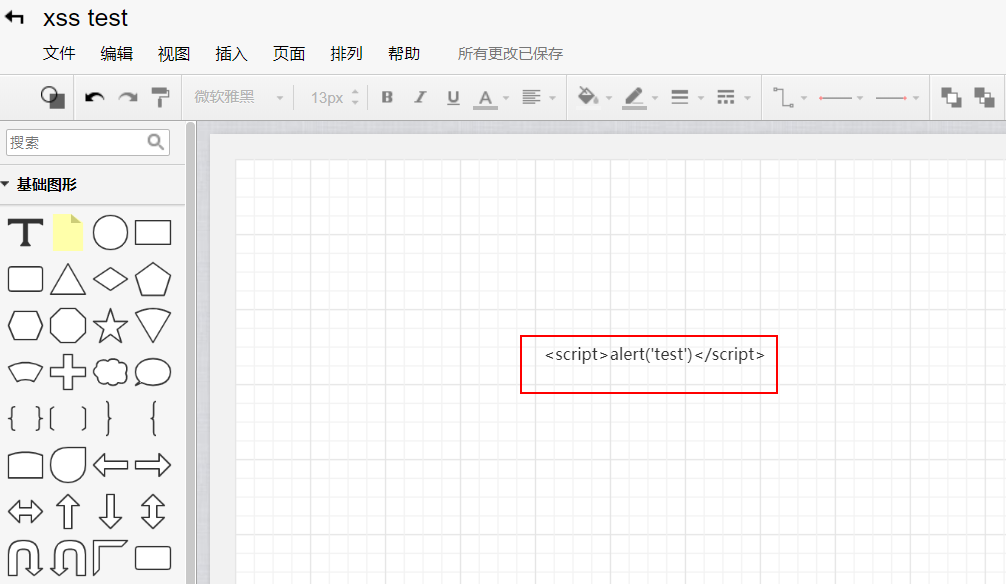 xss test
文件 编辑 视图 插入 页面 排列 帮助 所有更改已保存
微软雅黑 13px B I U A
搜索
基础图形
T
<script>alert('test')</script>